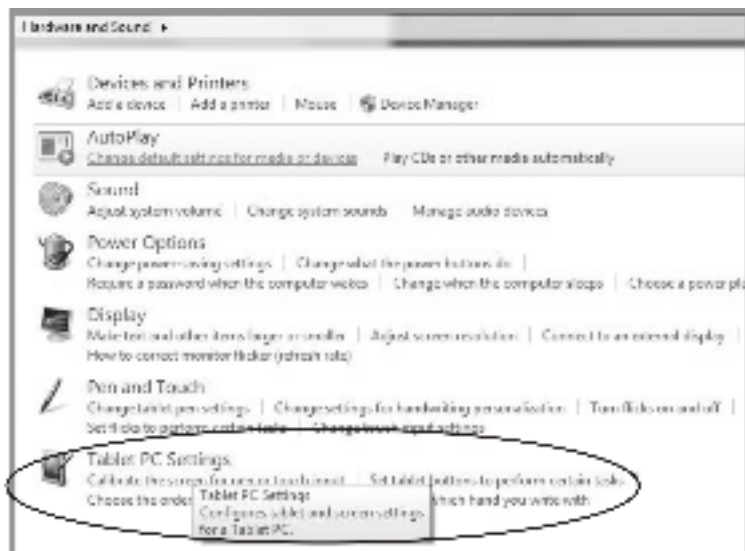 Hardware and Sound
Devices and Printers
Add a device | Add a printer | Mouse | Device Manager
AutoPlay
Change default settings for media or devices | Play CDs or other media automatically
Sound
Adjust system volume | Change system sounds | Manage audio devices
Power Options
Change power-saving settings | Change what the power buttons do |
Require a password when the computer wakes | Change when the computer sleeps | Choose a power pla
Display
Make text and other items larger or smaller | Adjust screen resolution | Connect to an external display |
How to correct monitor flicker (refresh rate)
Pen and Touch
Change tablet pen settings | Change settings for handwriting personalization | Turn flicks on and off |
Set flicks to perform certain tasks | Change touch input settings
Tablet PC Settings
Calibrate the screen for pen or touch input | Set tablet buttons to perform certain tasks
Choose the order which hand you write with
Tablet PC Settings
Configures tablet and screen settings
for a Tablet PC.